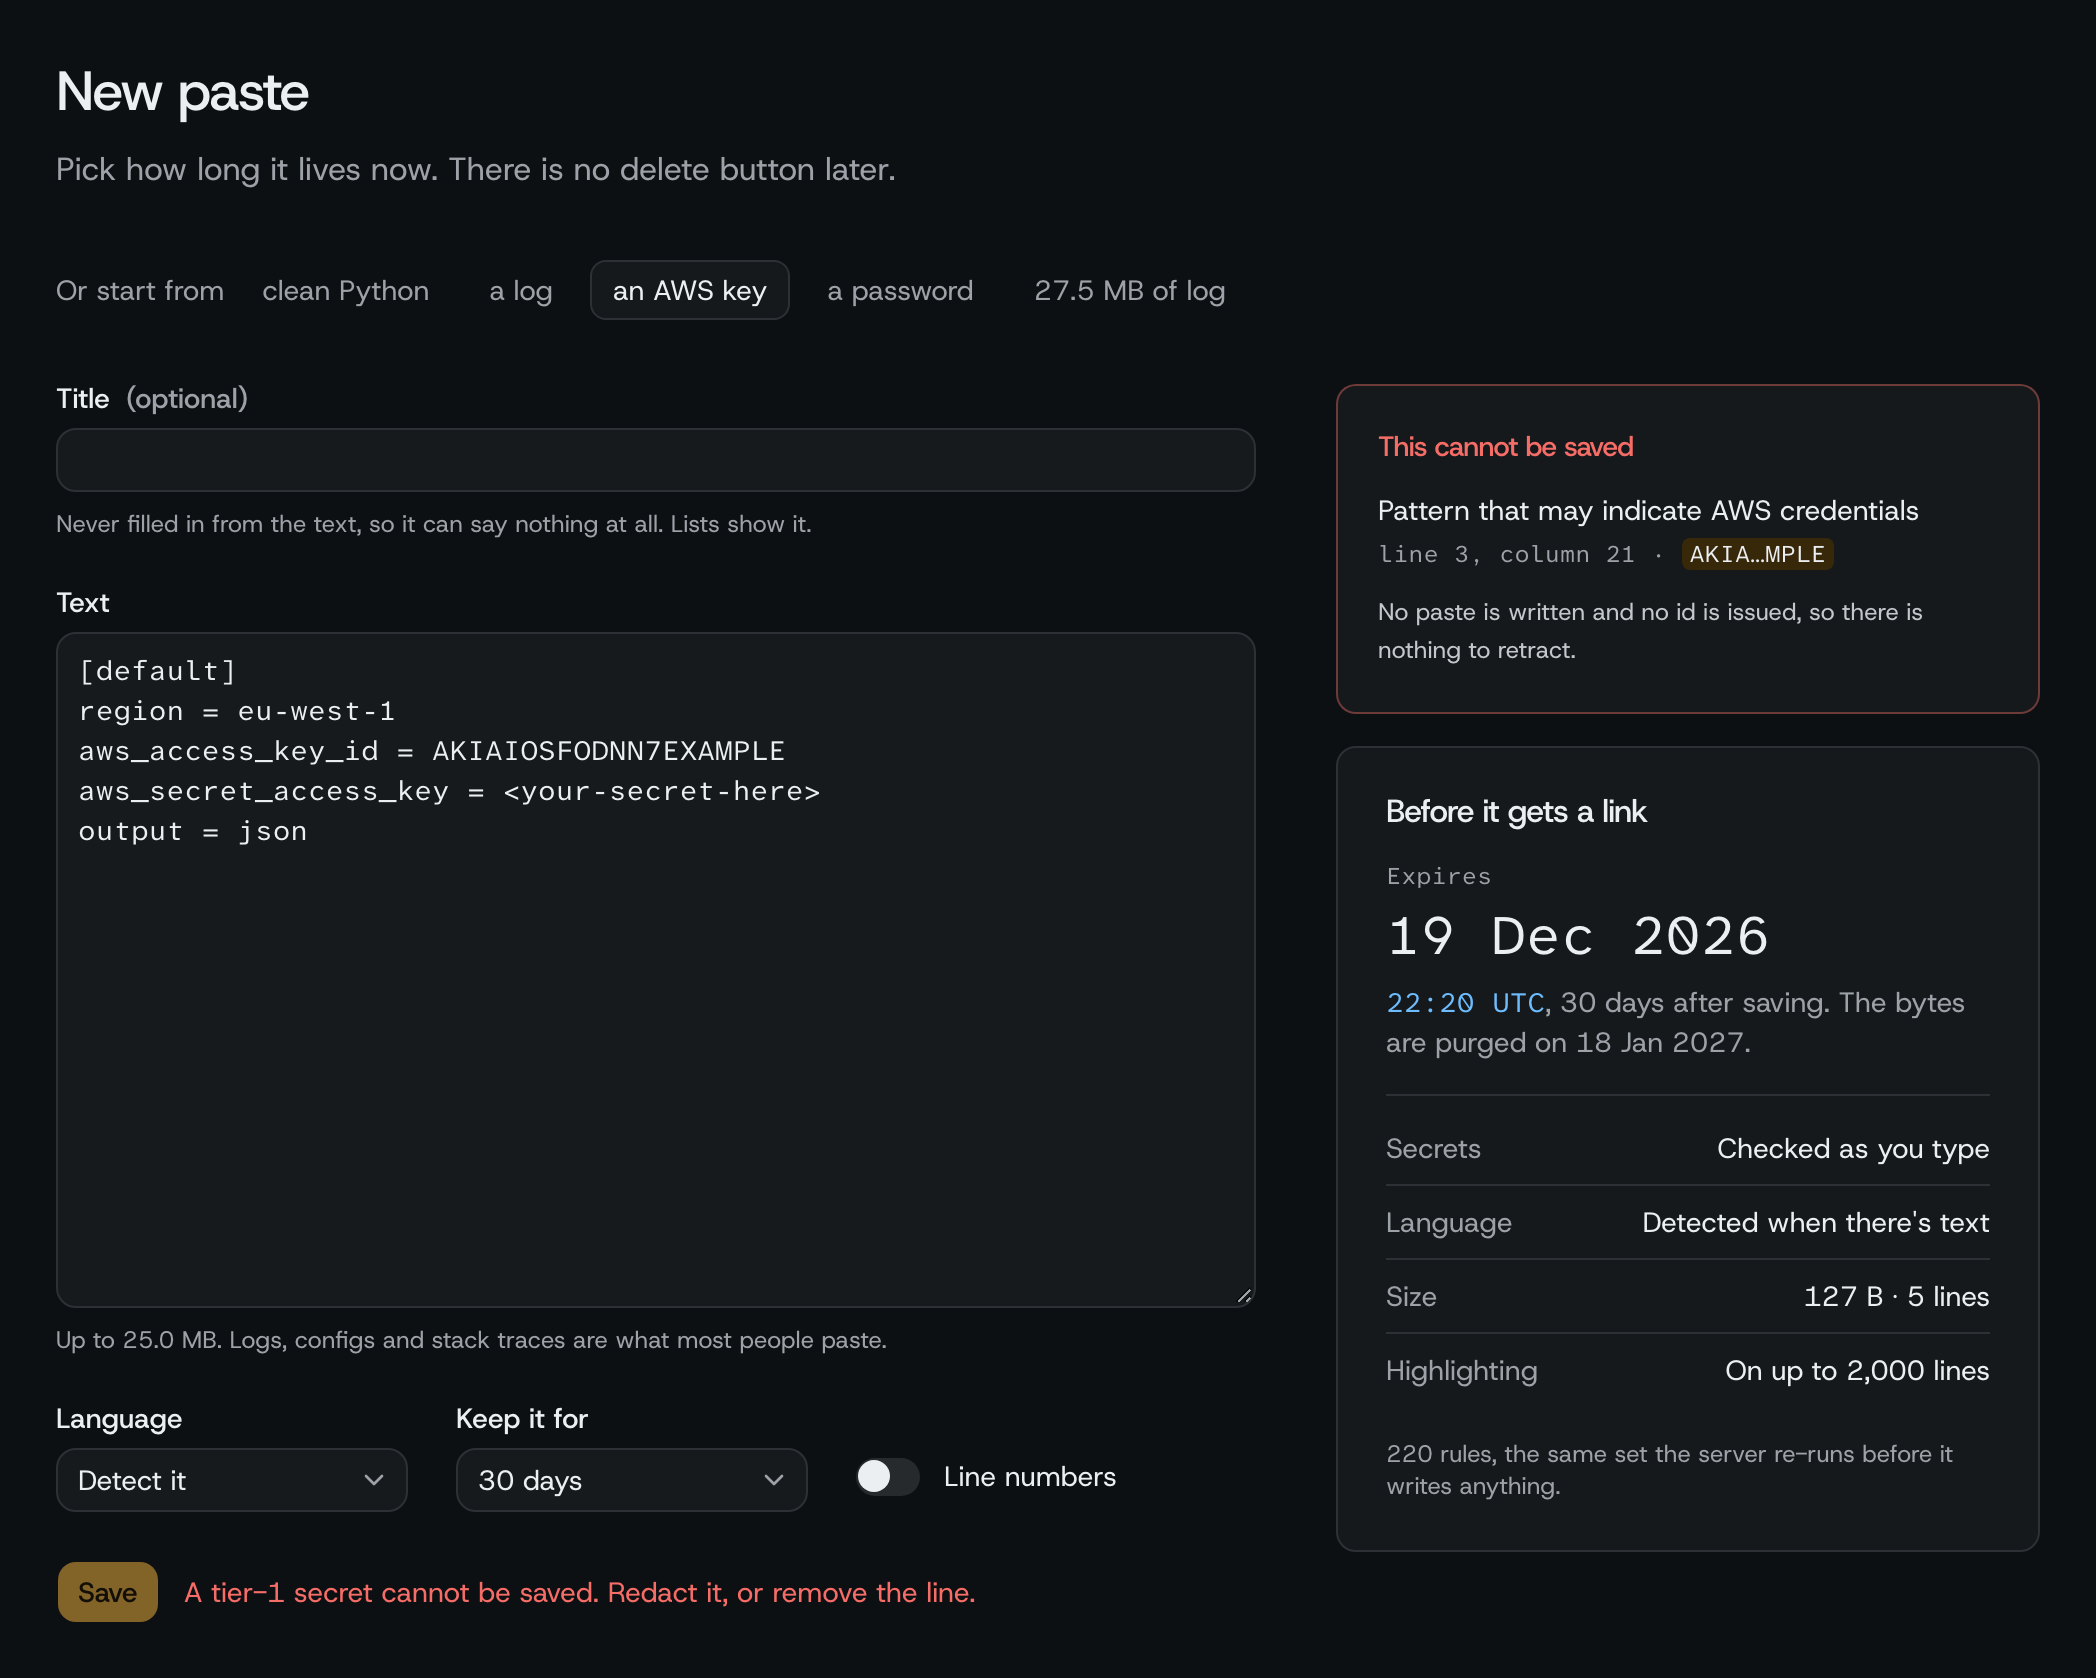 New paste
Pick how long it lives now. There is no delete button later.
Or start from clean Python a log an AWS key a password 27.5 MB of log
Title (optional)
Never filled in from the text, so it can say nothing at all. Lists show it.
Text
[default]
region = eu-west-1
aws_access_key_id = AKIAIOSFODNN7EXAMPLE
aws_secret_access_key = <your-secret-here>
output = json
Up to 25.0 MB. Logs, configs and stack traces are what most people paste.
Language
Detect it
Keep it for
30 days
Line numbers
Save
A tier-1 secret cannot be saved. Redact it, or remove the line.
This cannot be saved
Pattern that may indicate AWS credentials
line 3, column 21 · AKIA…MPLE
No paste is written and no id is issued, so there is
nothing to retract.
Before it gets a link
Expires
19 Dec 2026
22:20 UTC, 30 days after saving. The bytes
are purged on 18 Jan 2027.
Secrets Checked as you type
Language Detected when there's text
Size 127 B · 5 lines
Highlighting On up to 2,000 lines
220 rules, the same set the server re-runs before it
writes anything.